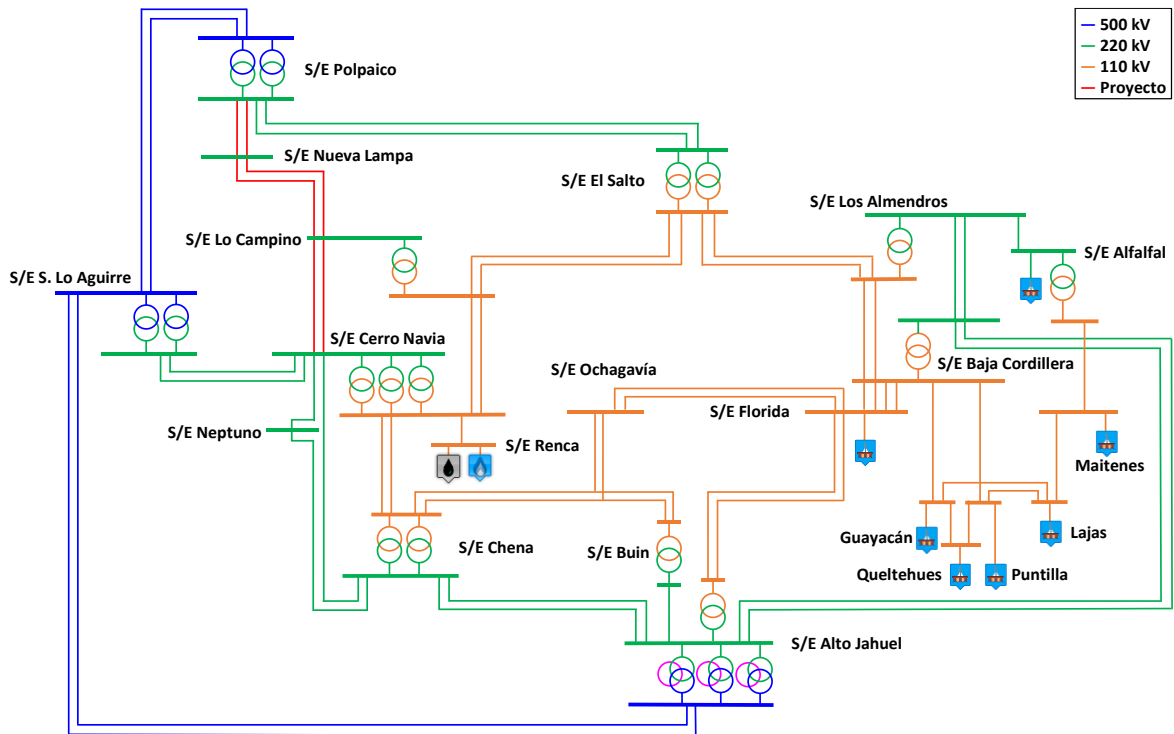 500 kV
220 kV
110 kV
Proyecto
S/E Polpaico
S/E Nueva Lampa
S/E El Salto
S/E Los Almendros
S/E Lo Campino
S/E Alfalfal
S/E S. Lo Aguirre
S/E Cerro Navia
S/E Baja Cordillera
S/E Ochagavía
S/E Florida
S/E Neptuno
S/E Renca
Maitenes
S/E Chena
S/E Buin
Guayacán
Lajas
Queltehues
Puntilla
S/E Alto Jahuel